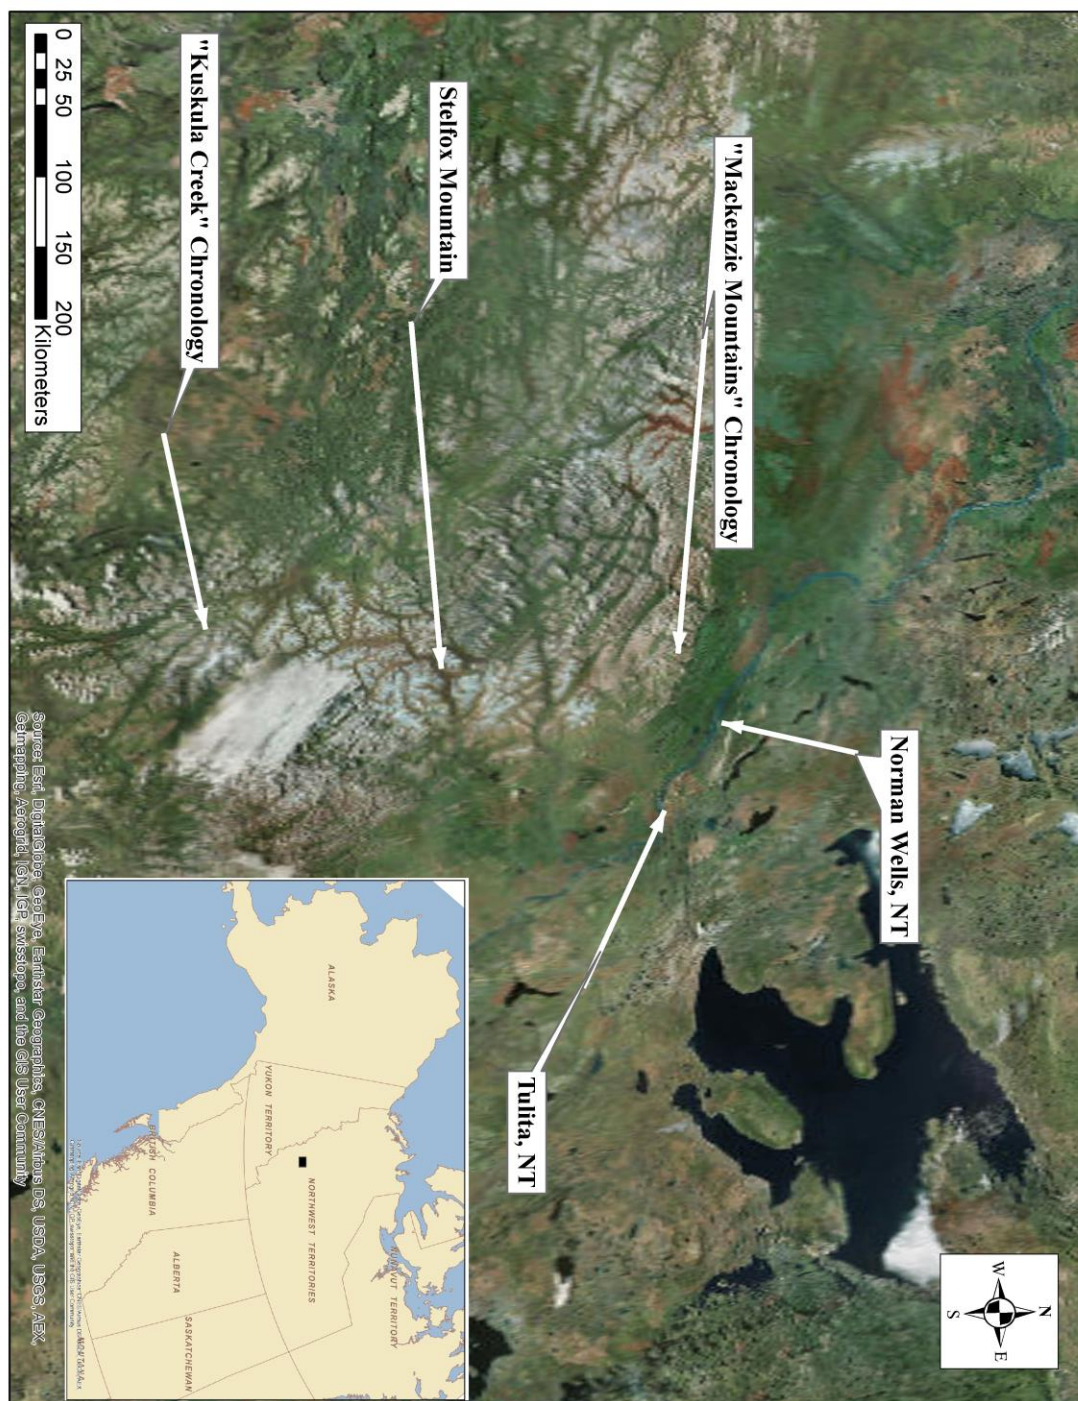 "Mackenzie Mountains" Chronology
Norman Wells, NT
Stelfox Mountain
Tulita, NT
"Kuskula Creek" Chronology
N
W
E
S
0 25 50 100 150 200
Kilometers
ALASKA
YUKON TERRITORY
NORTHWEST TERRITORIES
NUNAVUT TERRITORY
BRITISH COLUMBIA
ALBERTA
SASKATCHEWAN
Source: Esri, DigitalGlobe, GeoEye, Earthstar Geographics, CNES/Airbus DS, USDA, USGS, AEX,
Getmapping, Aerogrid, IGN, IGP, swisstopo, and the GIS User Community